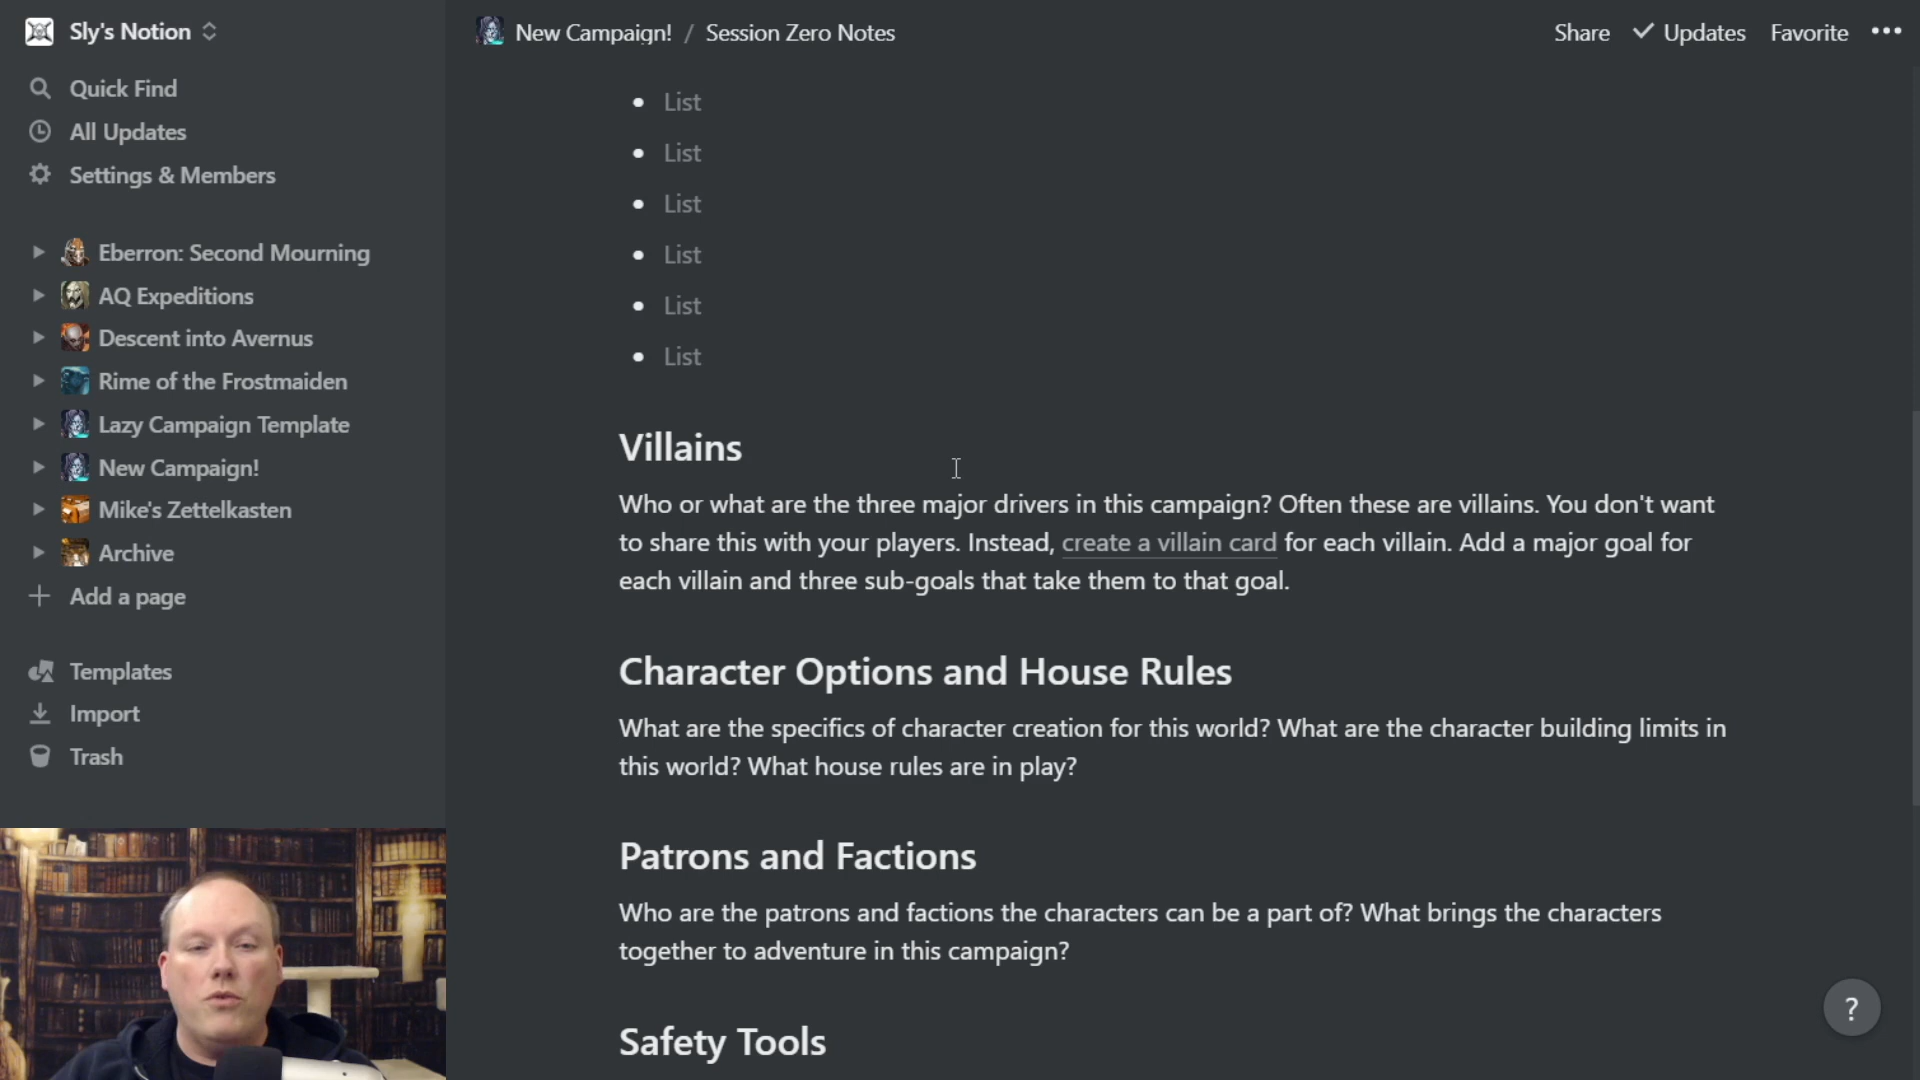 Sly's Notion
Quick Find
All Updates
Settings & Members
Eberron: Second Mourning
AQ Expeditions
Descent into Avernus
Rime of the Frostmaiden
Lazy Campaign Template
New Campaign!
Mike's Zettelkasten
Archive
Add a page
Templates
Import
Trash
New Campaign! / Session Zero Notes
Share
Updates
Favorite
List
List
List
List
List
List
Villains
Who or what are the three major drivers in this campaign? Often these are villains. You don't want
to share this with your players. Instead, create a villain card for each villain. Add a major goal for
each villain and three sub-goals that take them to that goal.
Character Options and House Rules
What are the specifics of character creation for this world? What are the character building limits in
this world? What house rules are in play?
Patrons and Factions
Who are the patrons and factions the characters can be a part of? What brings the characters
together to adventure in this campaign?
Safety Tools
?